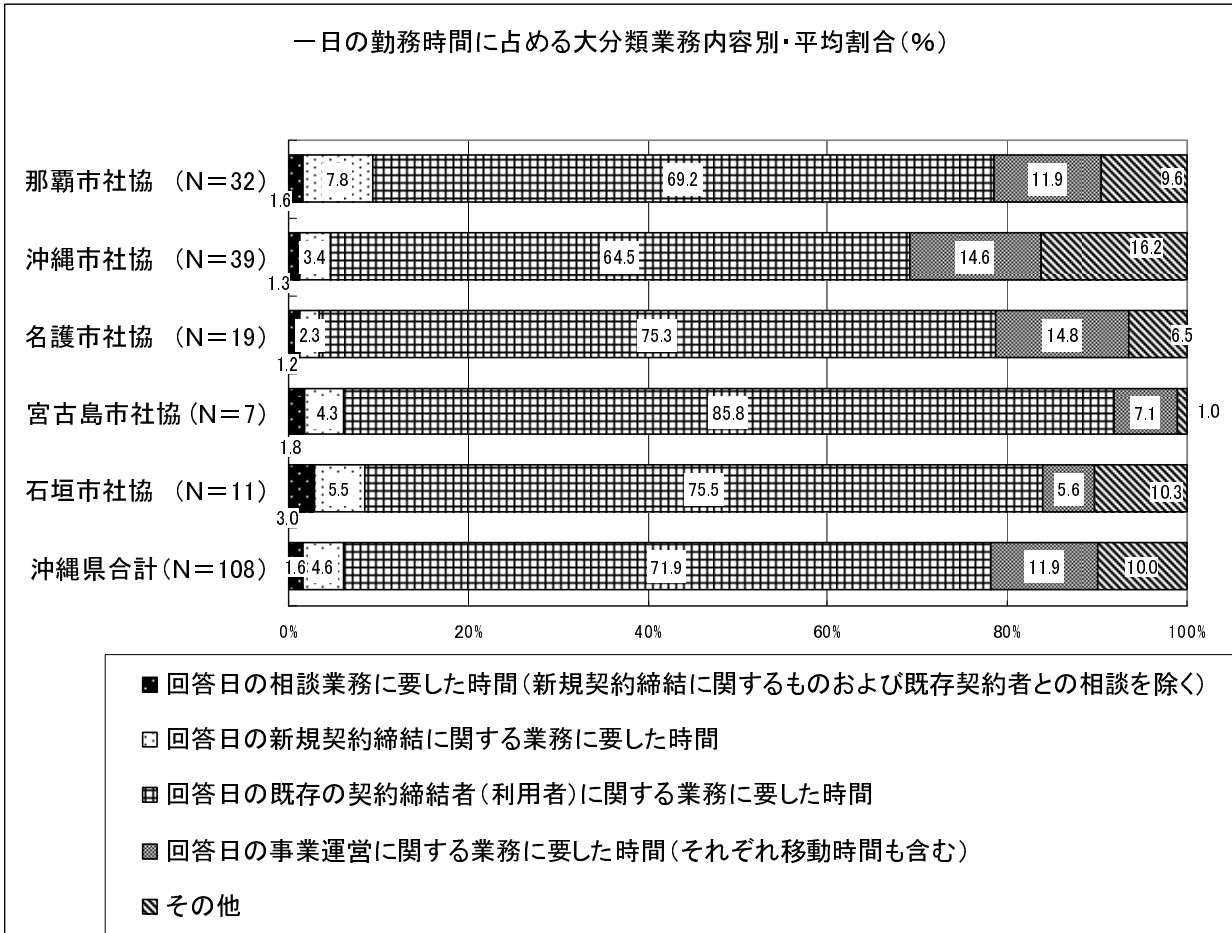 一日の勤務時間に占める大分類業務内容別・平均割合(%)
那覇市社協 (N=32) 1.6 7.8 69.2 11.9 9.6
沖縄市社協 (N=39) 1.3 3.4 64.5 14.6 16.2
名護市社協 (N=19) 1.2 2.3 75.3 14.8 6.5
宮古島市社協(N=7) 1.8 4.3 85.8 7.1 1.0
石垣市社協 (N=11) 3.0 5.5 75.5 5.6 10.3
沖縄県合計(N=108) 1.6 4.6 71.9 11.9 10.0
0% 20% 40% 60% 80% 100%
回答日の相談業務に要した時間(新規契約締結に関するものおよび既存契約者との相談を除く)
回答日の新規契約締結に関する業務に要した時間
回答日の既存の契約締結者(利用者)に関する業務に要した時間
回答日の事業運営に関する業務に要した時間(それぞれ移動時間も含む)
その他